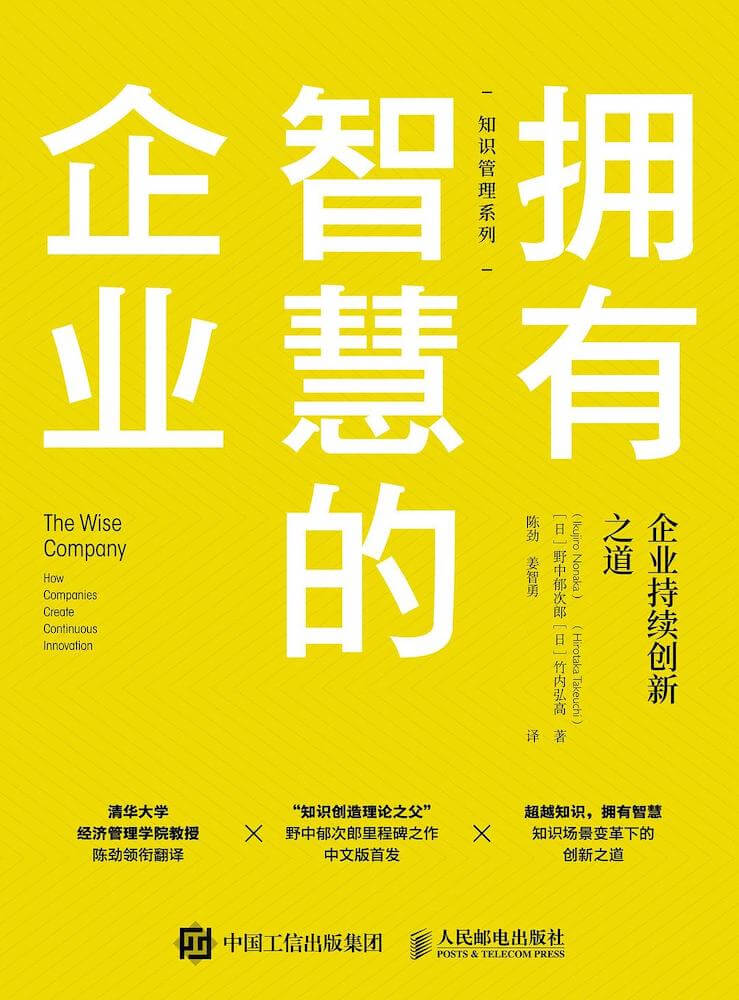 拥有
智慧的
企业
知识管理系列
企业持续创新
之道
(Ikujiro Nonaka) (Hirotaka Takeuchi)
[日]野中郁次郎[日]竹内弘高 著
陈劲 姜智勇 译
The Wise
Company
How
Companies
Create
Continuous
Innovation
清华大学
经济管理学院教授
陈劲领衔翻译
“知识创造理论之父”
野中郁次郎里程碑之作
中文版首发
超越知识，拥有智慧
知识场景变革下的
创新之道
中国工信出版集团
人民邮电出版社
POSTS & TELECOM PRESS